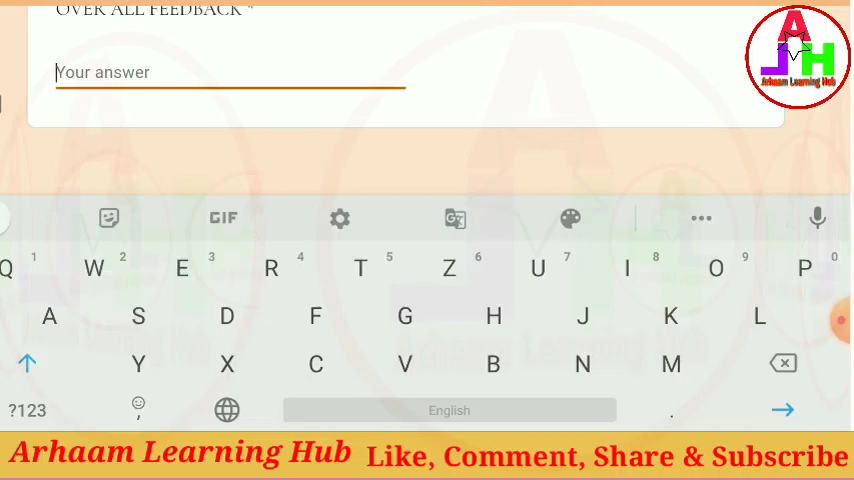 OVER ALL FEEDBACK *
Your answer
A
J H
Arhaam Learning Hub
GIF
G
Q 1 W 2 E 3 R 4 T 5 Z 6 U 7 I 8 O 9 P 0
A S D F G H J K L
Y X C V B N M
?123 , English .
Arhaam Learning Hub Like, Comment, Share & Subscribe